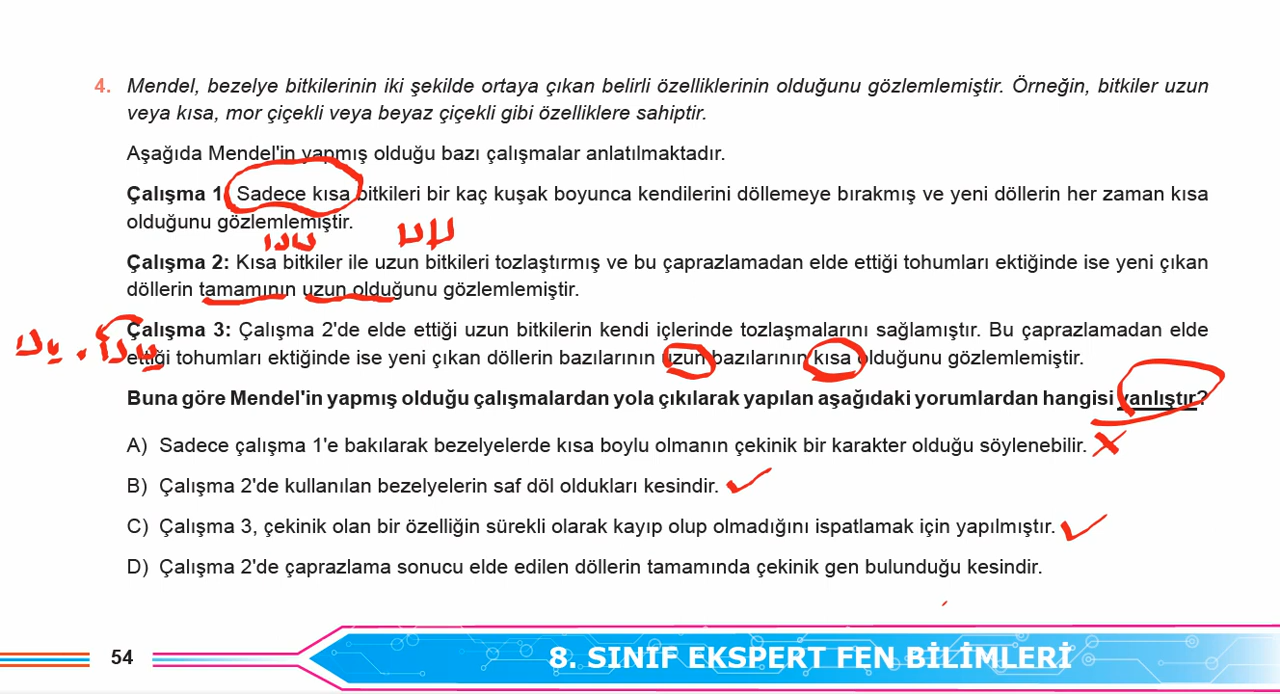 4. Mendel, bezelye bitkilerinin iki şekilde ortaya çıkan belirli özelliklerinin olduğunu gözlemlemiştir. Örneğin, bitkiler uzun
veya kısa, mor çiçekli veya beyaz çiçekli gibi özelliklere sahiptir.
Aşağıda Mendel'in yapmış olduğu bazı çalışmalar anlatılmaktadır.
Çalışma 1: Sadece kısa bitkileri bir kaç kuşak boyunca kendilerini döllemeye bırakmış ve yeni döllerin her zaman kısa
olduğunu gözlemlemiştir.
Çalışma 2: Kısa bitkiler ile uzun bitkileri tozlaştırmış ve bu çaprazlamadan elde ettiği tohumları ektiğinde ise yeni çıkan
döllerin tamamının uzun olduğunu gözlemlemiştir.
Çalışma 3: Çalışma 2'de elde ettiği uzun bitkilerin kendi içlerinde tozlaşmalarını sağlamıştır. Bu çaprazlamadan elde
ettiği tohumları ektiğinde ise yeni çıkan döllerin bazılarının uzun bazılarının kısa olduğunu gözlemlemiştir.
Buna göre Mendel'in yapmış olduğu çalışmalardan yola çıkılarak yapılan aşağıdaki yorumlardan hangisi yanlıştır?
A) Sadece çalışma 1'e bakılarak bezelyelerde kısa boylu olmanın çekinik bir karakter olduğu söylenebilir.
B) Çalışma 2'de kullanılan bezelyelerin saf döl oldukları kesindir.
C) Çalışma 3, çekinik olan bir özelliğin sürekli olarak kayıp olup olmadığını ispatlamak için yapılmıştır.
D) Çalışma 2'de çaprazlama sonucu elde edilen döllerin tamamında çekinik gen bulunduğu kesindir.
54
8. SINIF EKSPERT FEN BİLİMLERİ